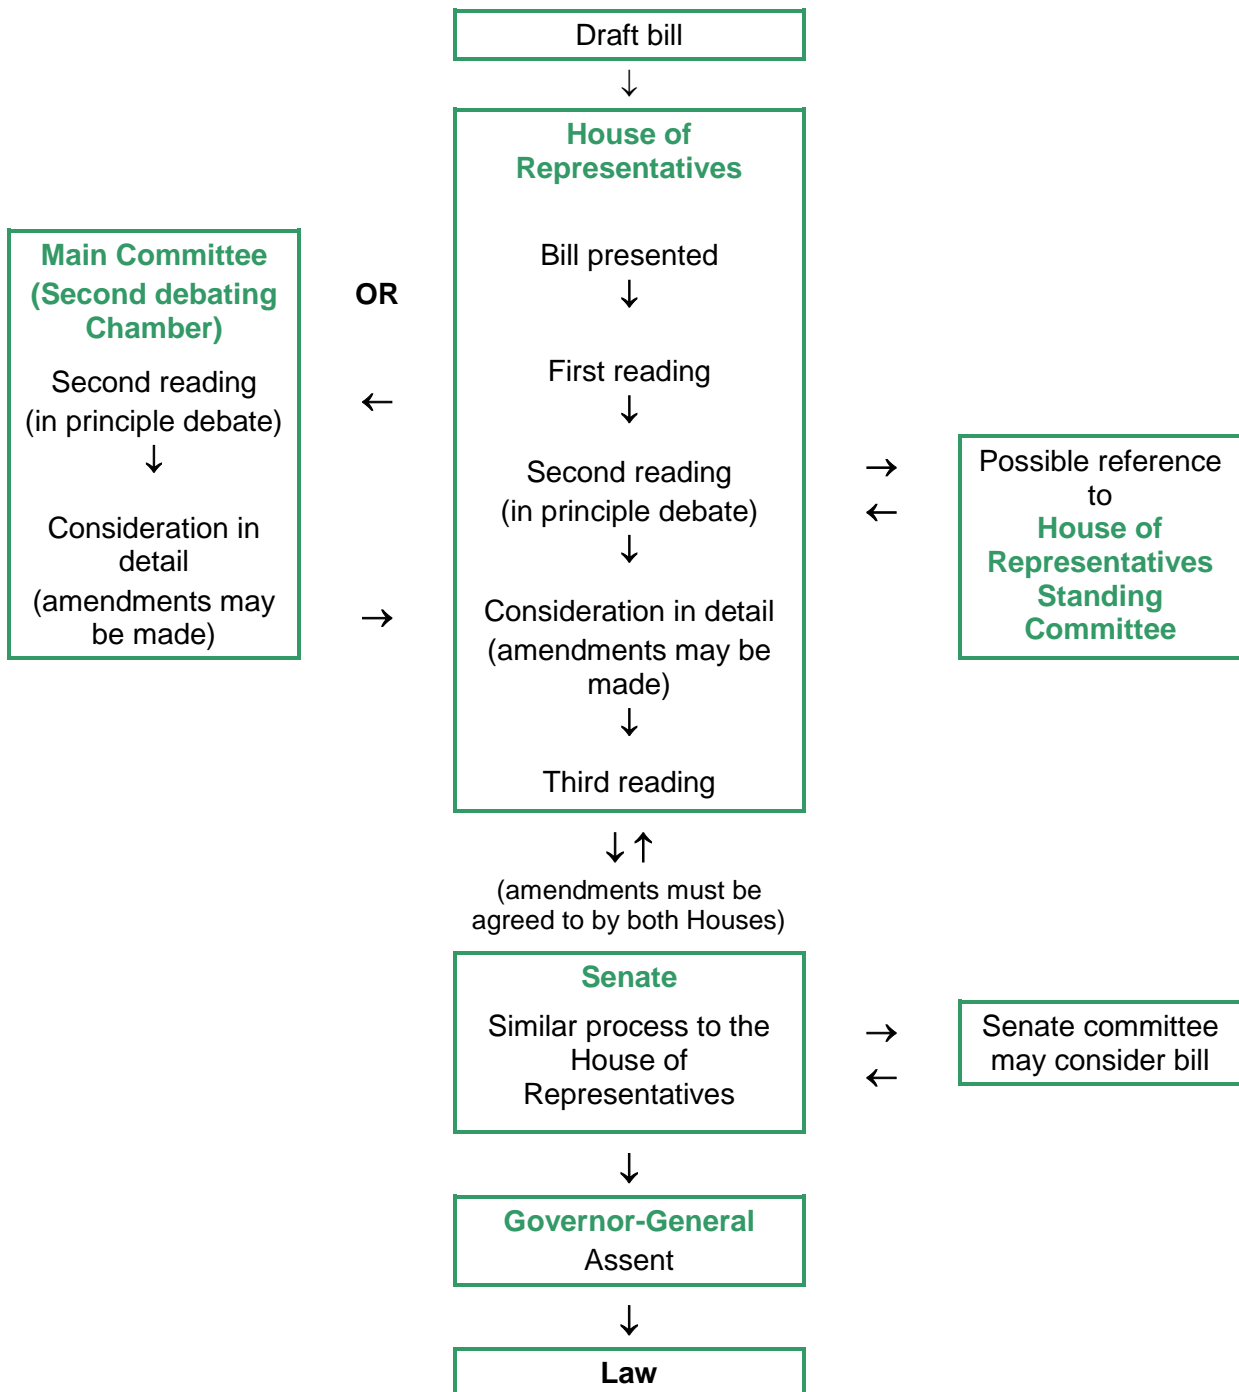 Draft bill
↓
House of
Representatives
Bill presented
↓
First reading
↓
Second reading
(in principle debate)
↓
Consideration in detail
(amendments may be
made)
↓
Third reading
Main Committee
(Second debating
Chamber)
Second reading
(in principle debate)
↓
Consideration in
detail
(amendments may
be made)
OR
←
→
→
←
Possible reference
to
House of
Representatives
Standing
Committee
↓↑
(amendments must be
agreed to by both Houses)
Senate
Similar process to the
House of
Representatives
→
←
Senate committee
may consider bill
↓
Governor-General
Assent
↓
Law